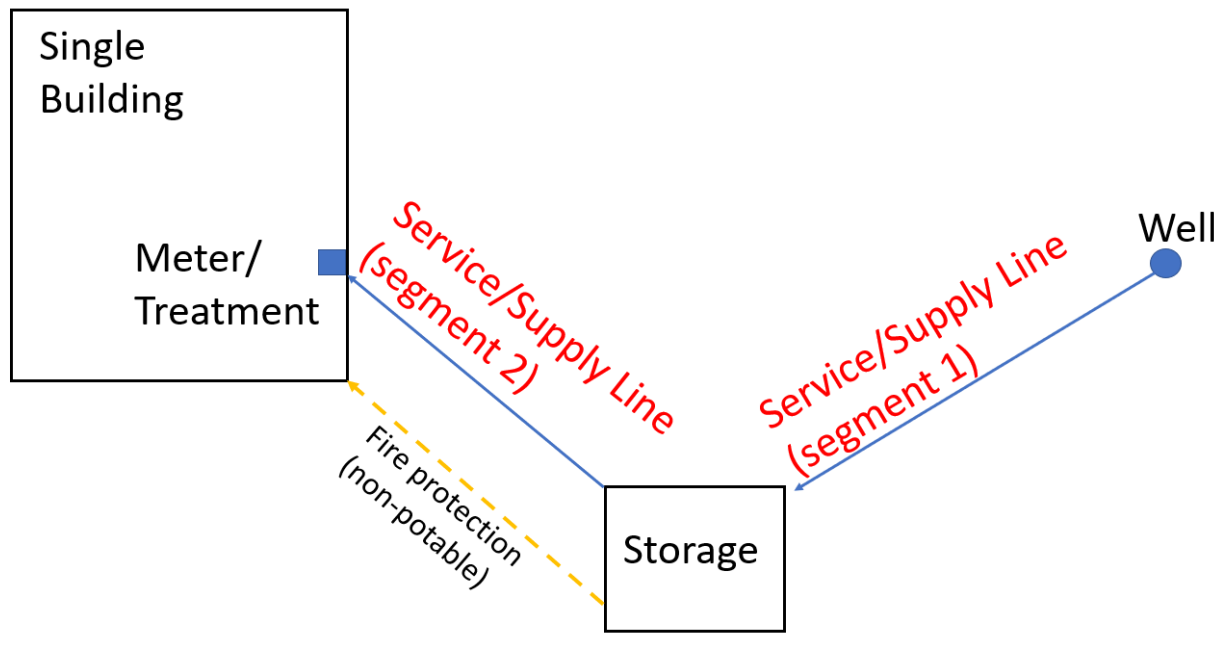 Single
Building
Meter/
Treatment
Service/Supply Line
(segment 2)
Fire protection
(non-potable)
Storage
Service/Supply Line
(segment 1)
Well